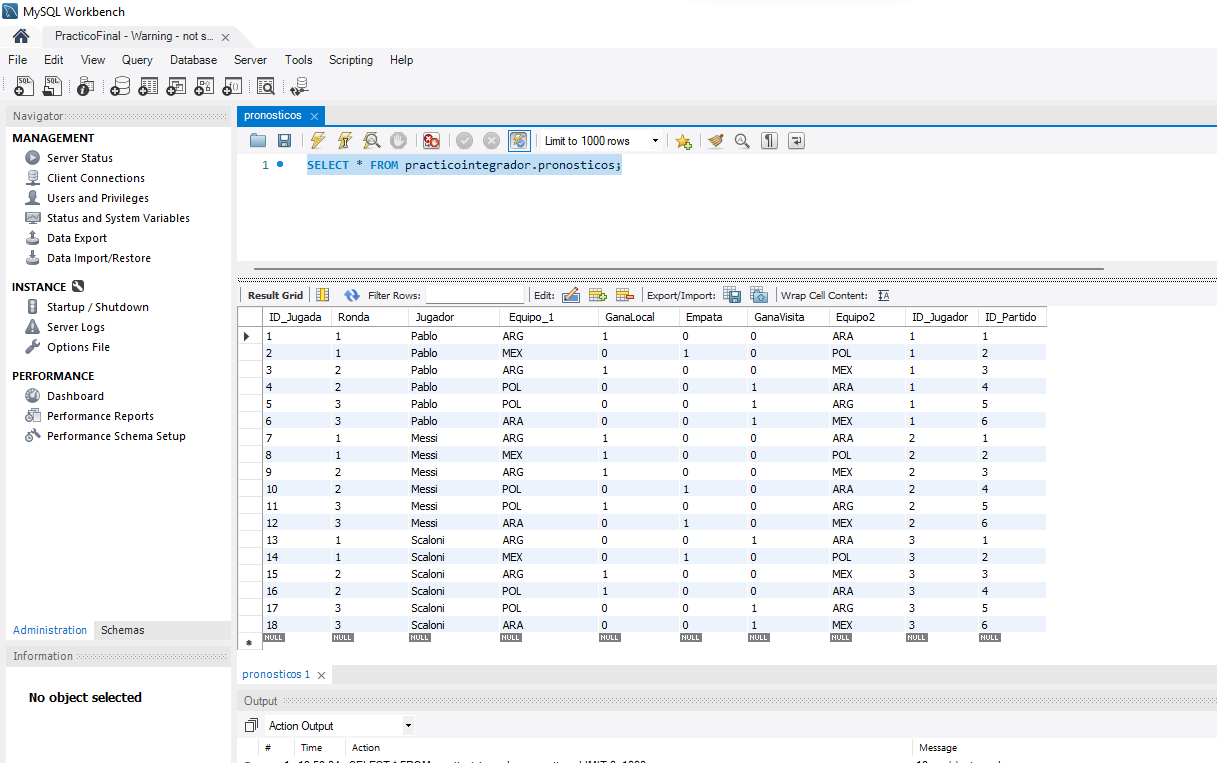 MySQL Workbench
PracticoFinal - Warning - not s...
File Edit View Query Database Server Tools Scripting Help
Navigator
MANAGEMENT
Server Status
Client Connections
Users and Privileges
Status and System Variables
Data Export
Data Import/Restore
INSTANCE
Startup / Shutdown
Server Logs
Options File
PERFORMANCE
Dashboard
Performance Reports
Performance Schema Setup
Administration Schemas
Information
No object selected
pronosticos
Limit to 1000 rows
1 SELECT * FROM practicointegrador.pronosticos;
Result Grid Filter Rows: Edit: Export/Import: Wrap Cell Content:
ID_Jugada Ronda Jugador Equipo_1 GanaLocal Empata GanaVisita Equipo2 ID_Jugador ID_Partido
1 1 Pablo ARG 1 0 0 ARA 1 1
2 1 Pablo MEX 0 1 0 POL 1 2
3 2 Pablo ARG 1 0 0 MEX 1 3
4 2 Pablo POL 0 0 1 ARA 1 4
5 3 Pablo POL 0 0 1 ARG 1 5
6 3 Pablo ARA 0 0 1 MEX 1 6
7 1 Messi ARG 1 0 0 ARA 2 1
8 1 Messi MEX 1 0 0 POL 2 2
9 2 Messi ARG 1 0 0 MEX 2 3
10 2 Messi POL 0 1 0 ARA 2 4
11 3 Messi POL 1 0 0 ARG 2 5
12 3 Messi ARA 0 1 0 MEX 2 6
13 1 Scaloni ARG 0 0 1 ARA 3 1
14 1 Scaloni MEX 0 1 0 POL 3 2
15 2 Scaloni ARG 1 0 0 MEX 3 3
16 2 Scaloni POL 1 0 0 ARA 3 4
17 3 Scaloni POL 0 0 1 ARG 3 5
18 3 Scaloni ARA 0 0 1 MEX 3 6
NULL NULL NULL NULL NULL NULL NULL NULL NULL NULL
pronosticos 1
Output
Action Output
# Time Action Message